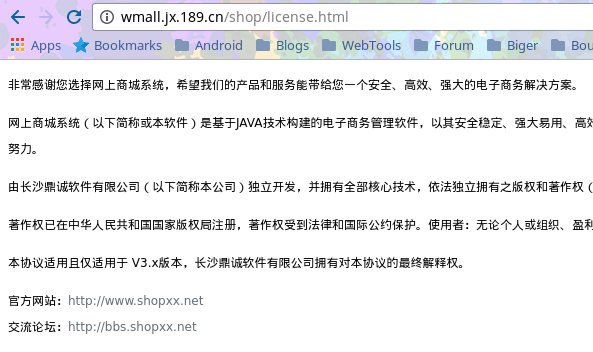 wmall.jx.189.cn/shop/license.html
Apps Bookmarks Android Blogs WebTools Forum Biger Bou
非常感谢您选择网上商城系统，希望我们的产品和服务能带给您一个安全、高效、强大的电子商务解决方案。
网上商城系统（以下简称或本软件）是基于JAVA技术构建的电子商务管理软件，以其安全稳定、强大易用、高效
努力。
由长沙鼎诚软件有限公司（以下简称本公司）独立开发，并拥有全部核心技术，依法独立拥有之版权和著作权（
著作权已在中华人民共和国国家版权局注册，著作权受到法律和国际公约保护。使用者：无论个人或组织、盈利
本协议适用且仅适用于 V3.x版本，长沙鼎诚软件有限公司拥有对本协议的最终解释权。
官方网站：http://www.shopxx.net
交流论坛：http://bbs.shopxx.net